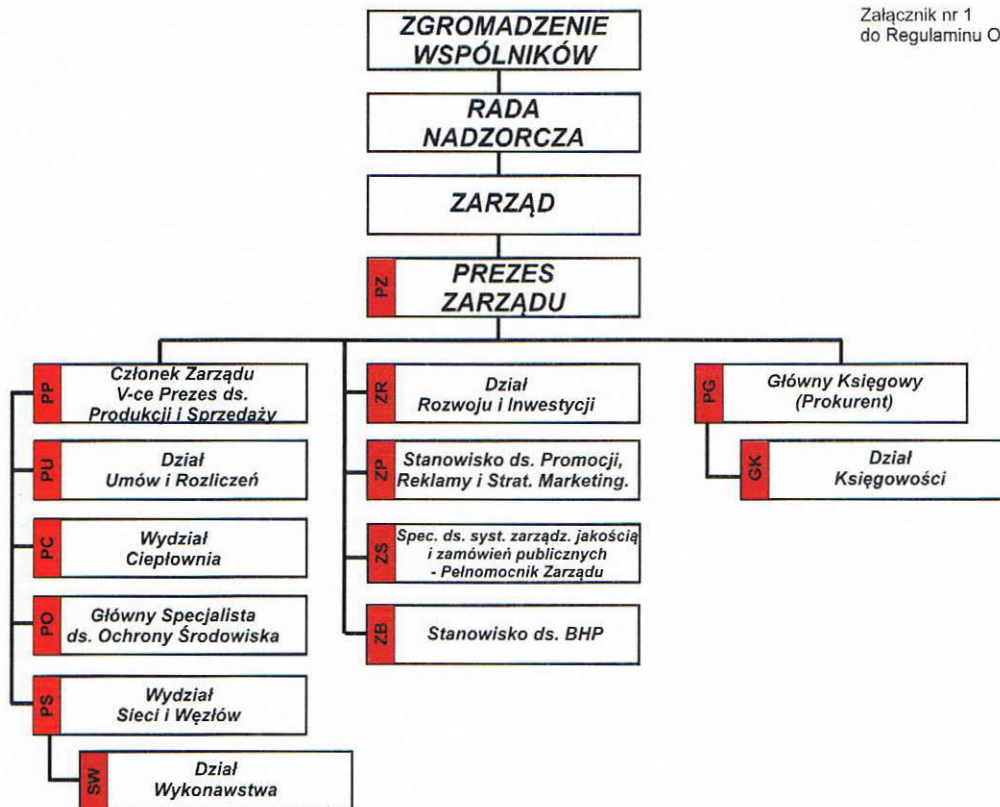 Załącznik nr 1
do Regulaminu O
ZGROMADZENIE
WSPÓLNIKÓW
RADA
NADZORCZA
ZARZĄD
PZ
PREZES
ZARZĄDU
PP
Członek Zarządu
V-ce Prezes ds.
Produkcji i Sprzedaży
PU
Dział
Umów i Rozliczeń
PC
Wydział
Ciepłownia
PO
Główny Specjalista
ds. Ochrony Środowiska
PS
Wydział
Sieci i Węzłów
SW
Dział
Wykonawstwa
ZR
Dział
Rozwoju i Inwestycji
ZP
Stanowisko ds. Promocji,
Reklamy i Strat. Marketing.
ZS
Spec. ds. syst. zarządz. jakością
i zamówień publicznych
- Pełnomocnik Zarządu
ZB
Stanowisko ds. BHP
PG
Główny Księgowy
(Prokurent)
GK
Dział
Księgowości